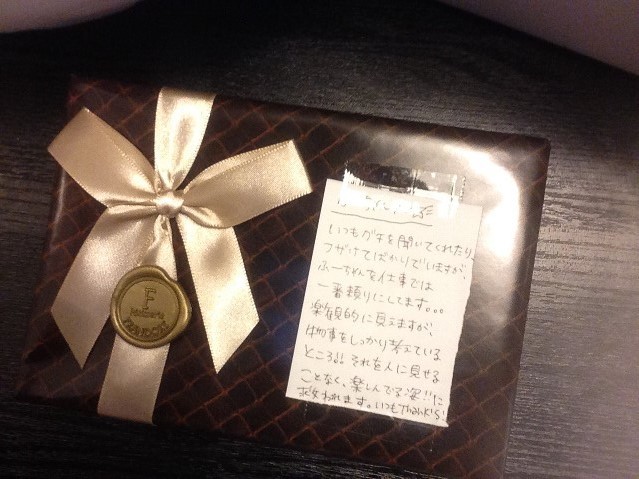 いつもグチを聞いてくれたり、
フザけてばかりでいますが、
ふーちゃんを仕事では
一番頼りにしてます。。。
楽観的に見えますが、
物事をしっかり考えている
ところ!! それを人に見せる
ことなく、楽しんでる姿!!に
救われます。いつもThank's!
F